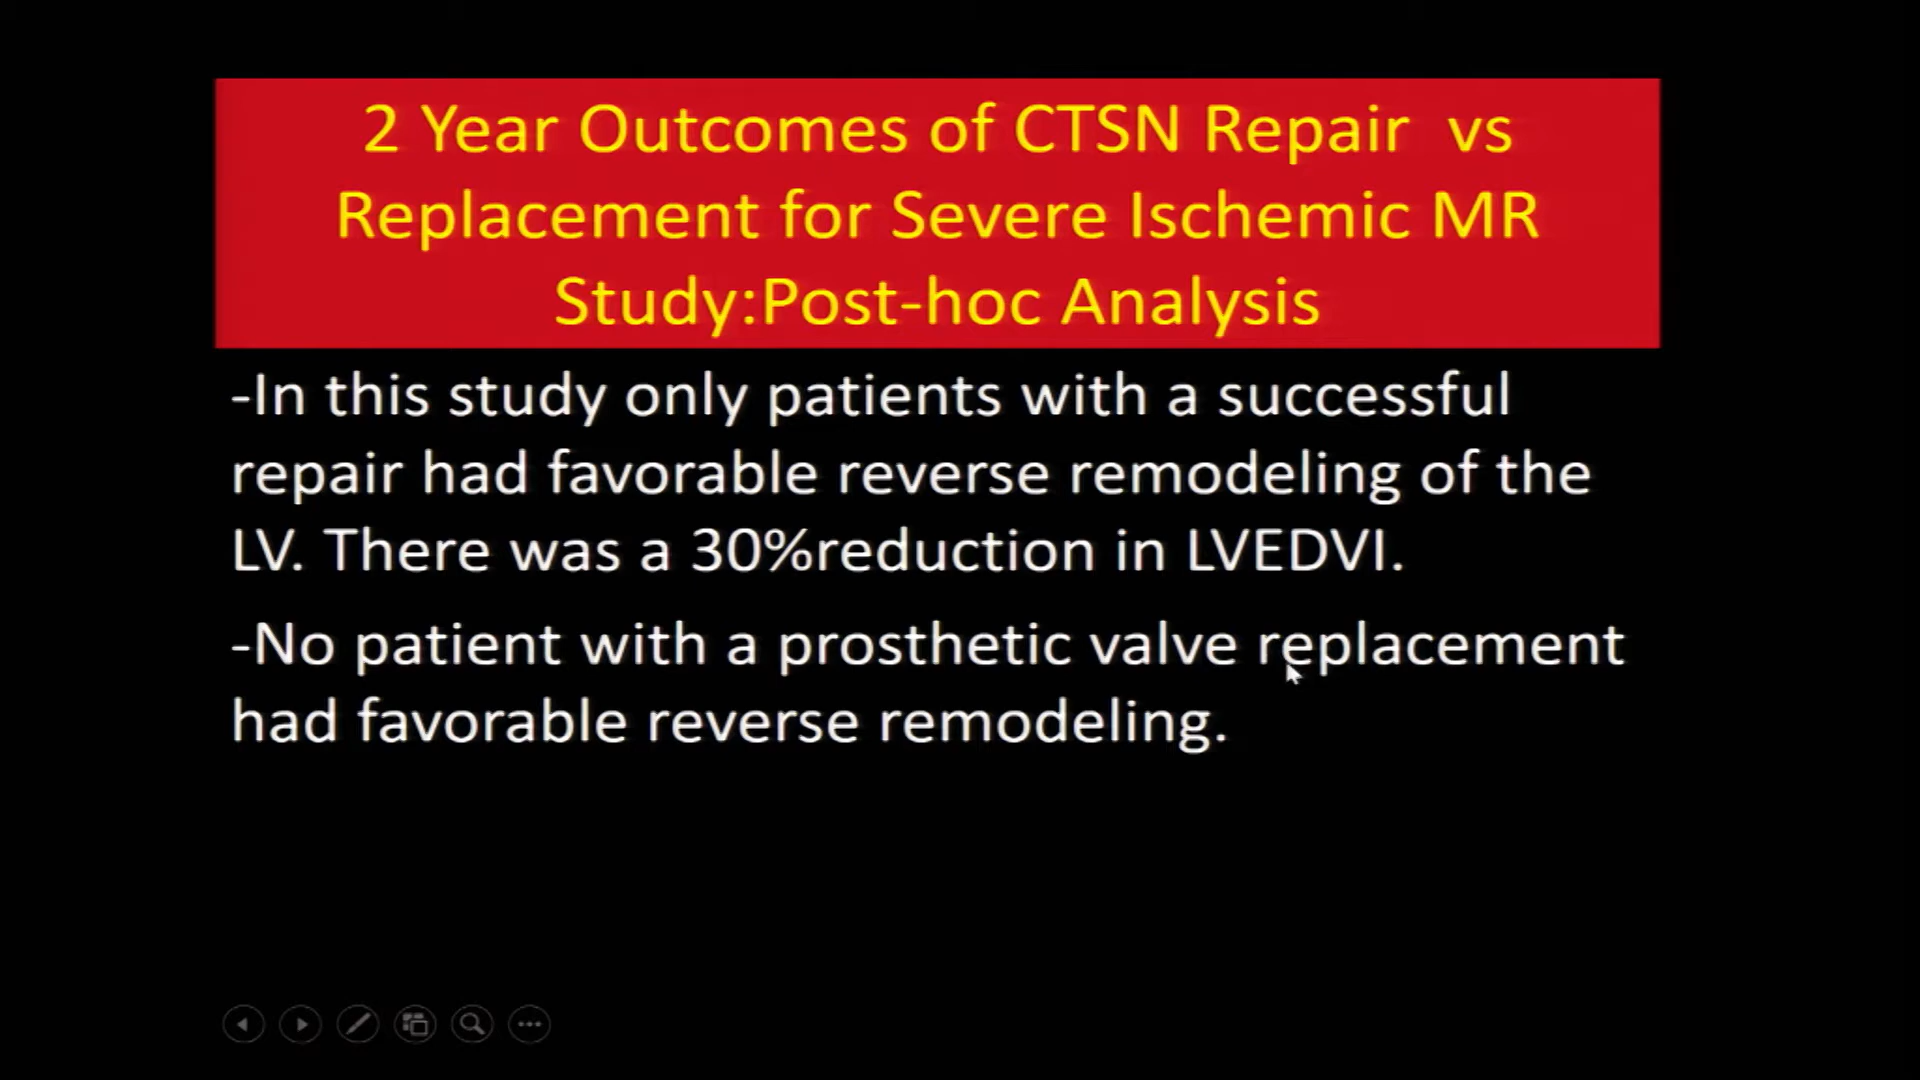 2 Year Outcomes of CTSN Repair vs
Replacement for Severe Ischemic MR
Study:Post-hoc Analysis
-In this study only patients with a successful
repair had favorable reverse remodeling of the
LV. There was a 30%reduction in LVEDVI.
-No patient with a prosthetic valve replacement
had favorable reverse remodeling.